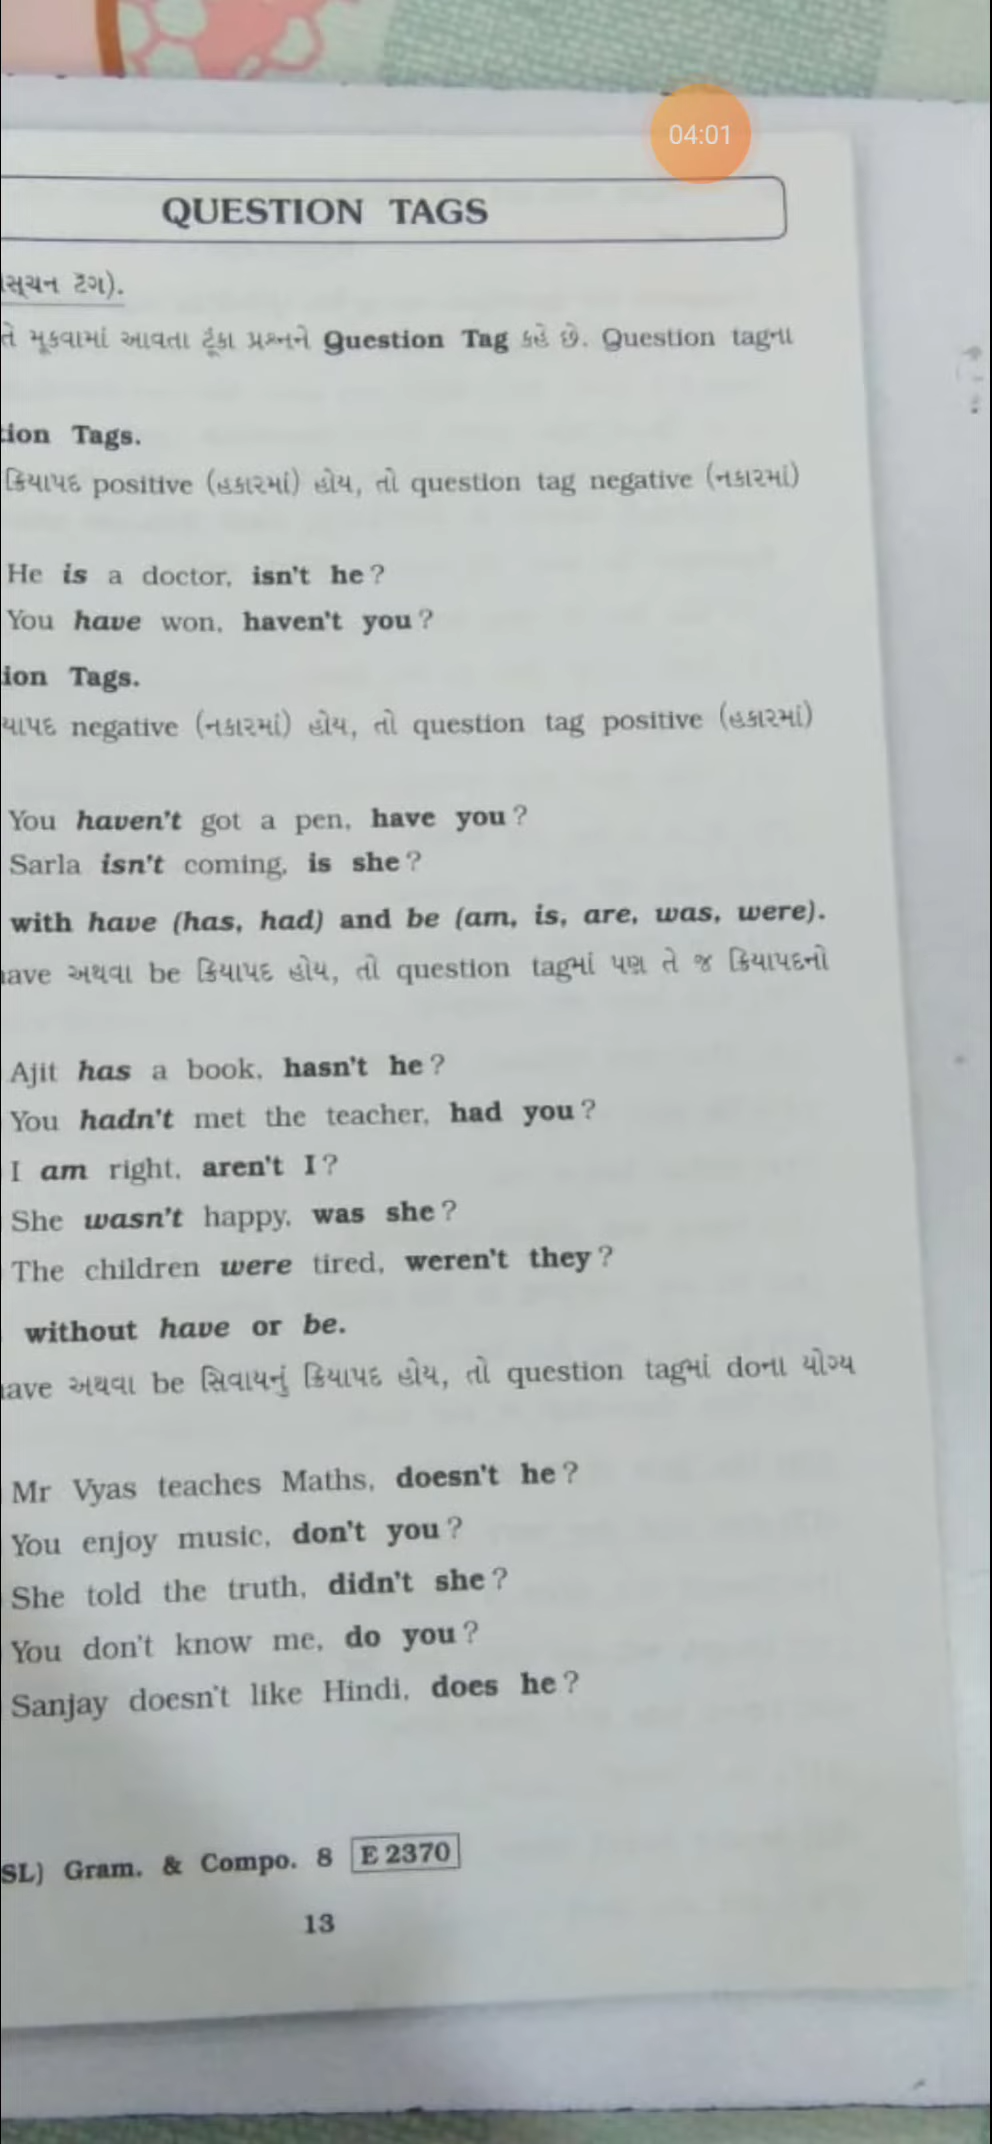 04:01
QUESTION TAGS
સૂચન ટૅગ).
તે મૂકવામાં આવતા ટૂંકા પ્રશ્નને Question Tag કહે છે. Question tagના
tion Tags.
ક્રિયાપદ positive (હકારમાં) હોય, તો question tag negative (નકારમાં)
He is a doctor, isn't he?
You have won, haven't you?
ion Tags.
યાપદ negative (નકારમાં) હોય, તો question tag positive (હકારમાં)
You haven't got a pen, have you?
Sarla isn't coming, is she?
with have (has, had) and be (am, is, are, was, were).
ave અથવા be ક્રિયાપદ હોય, તો question tagમાં પણ તે જ ક્રિયાપદનો
Ajit has a book, hasn't he?
You hadn't met the teacher, had you?
I am right, aren't I?
She wasn't happy, was she?
The children were tired, weren't they?
without have or be.
ave અથવા be સિવાયનું ક્રિયાપદ હોય, તો question tagમાં doના યોગ્ય
Mr Vyas teaches Maths, doesn't he?
You enjoy music, don't you?
She told the truth, didn't she?
You don't know me, do you?
Sanjay doesn't like Hindi, does he?
SL) Gram. & Compo. 8 E 2370
13